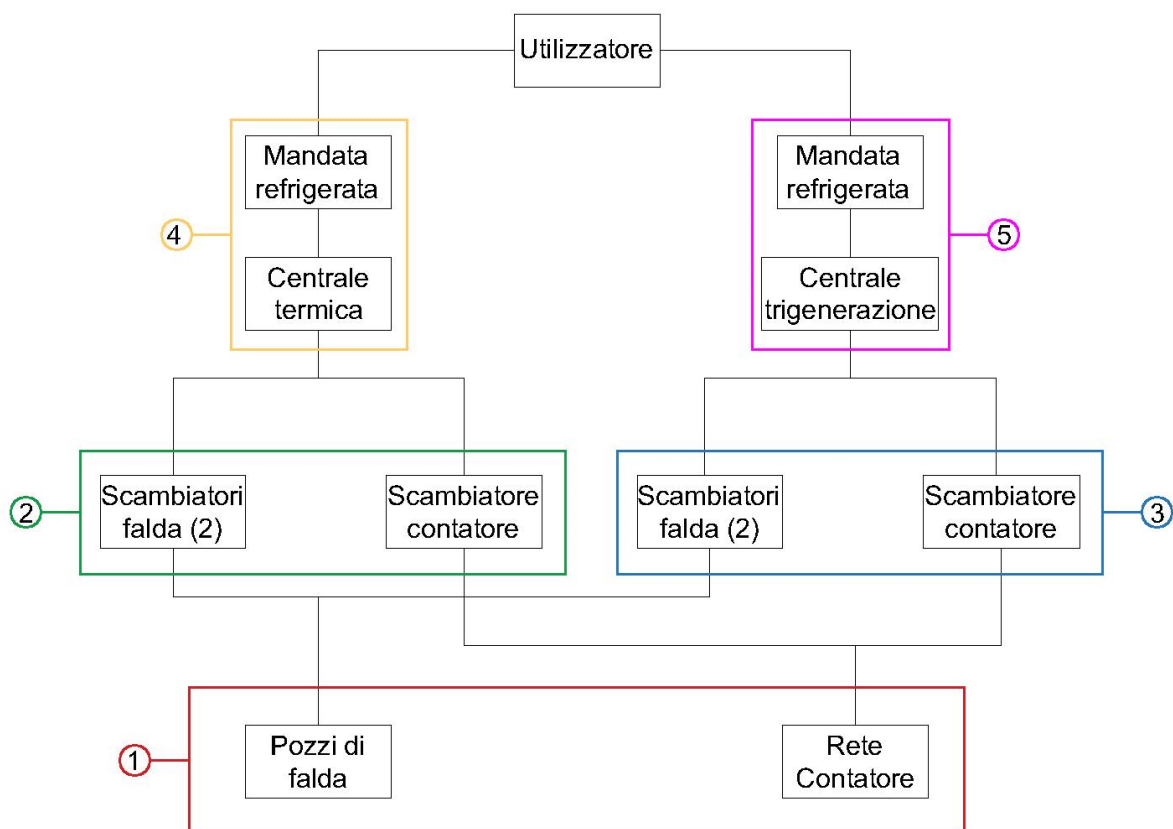 Utilizzatore
Mandata
refrigerata
Mandata
refrigerata
4
5
Centrale
termica
Centrale
trigenerazione
Scambiatori
falda (2)
Scambiatore
contatore
Scambiatori
falda (2)
Scambiatore
contatore
2
3
Pozzi di
falda
Rete
Contatore
1